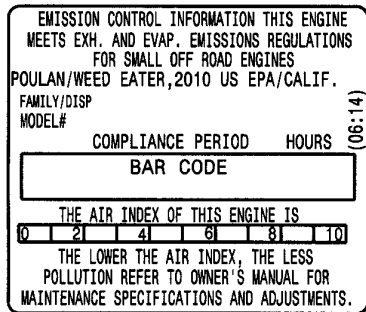 EMISSION CONTROL INFORMATION THIS ENGINE
MEETS EXH. AND EVAP. EMISSIONS REGULATIONS
FOR SMALL OFF ROAD ENGINES
POULAN/WEED EATER,2010 US EPA/CALIF.
FAMILY/DISP
MODEL#
COMPLIANCE PERIOD HOURS
(06:14)
BAR CODE
THE AIR INDEX OF THIS ENGINE IS
0 2 4 6 8 10
THE LOWER THE AIR INDEX, THE LESS
POLLUTION REFER TO OWNER'S MANUAL FOR
MAINTENANCE SPECIFICATIONS AND ADJUSTMENTS.